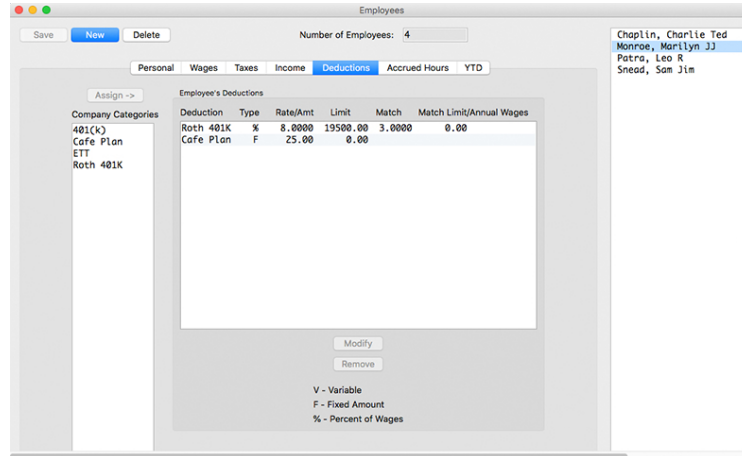 Employees
Save New Delete Number of Employees: 4
Personal Wages Taxes Income Deductions Accrued Hours YTD
Assign ->
Company Categories
401(k)
Cafe Plan
ETT
Roth 401K
Employee's Deductions
Deduction Type Rate/Amt Limit Match Match Limit/Annual Wages
Roth 401K % 8.0000 19500.00 3.0000 0.00
Cafe Plan F 25.00 0.00
Modify
Remove
V - Variable
F - Fixed Amount
% - Percent of Wages
Chaplin, Charlie Ted
Monroe, Marilyn JJ
Patra, Leo R
Snead, Sam Jim